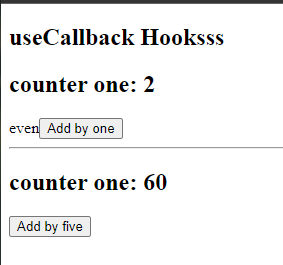 useCallback Hooksss
counter one: 2
even Add by one
counter one: 60
Add by five